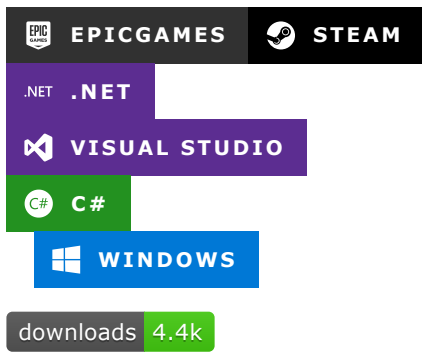 EPIC GAMES EPICGAMES STEAM
.NET .NET
VISUAL STUDIO
C# C#
WINDOWS
downloads 4.4k